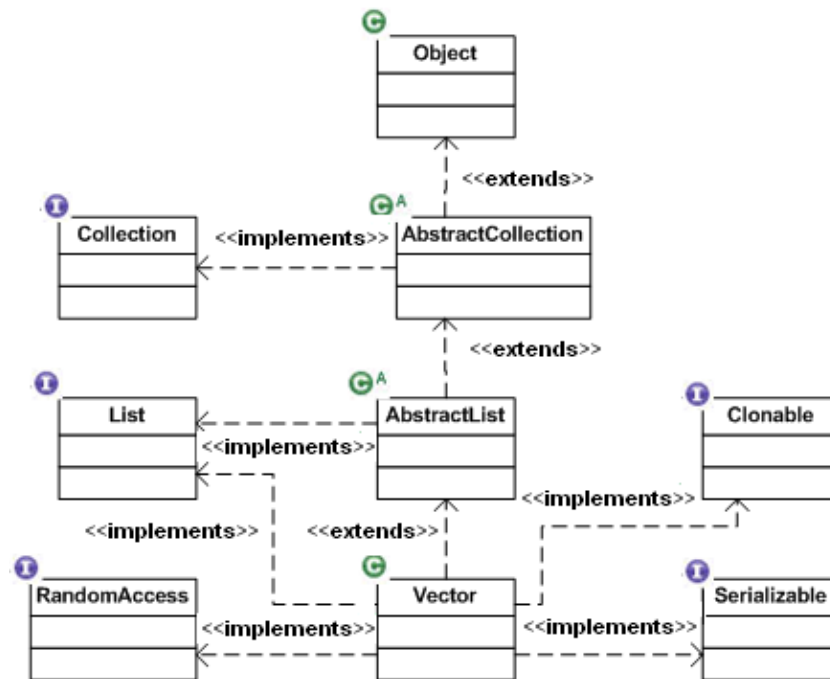 C
Object
<<extends>>
I
Collection
<<implements>>
C A
AbstractCollection
<<extends>>
I
List
<<implements>>
C A
AbstractList
I
Clonable
<<implements>>
<<extends>>
<<implements>>
I
RandomAccess
<<implements>>
C
Vector
<<implements>>
I
Serializable